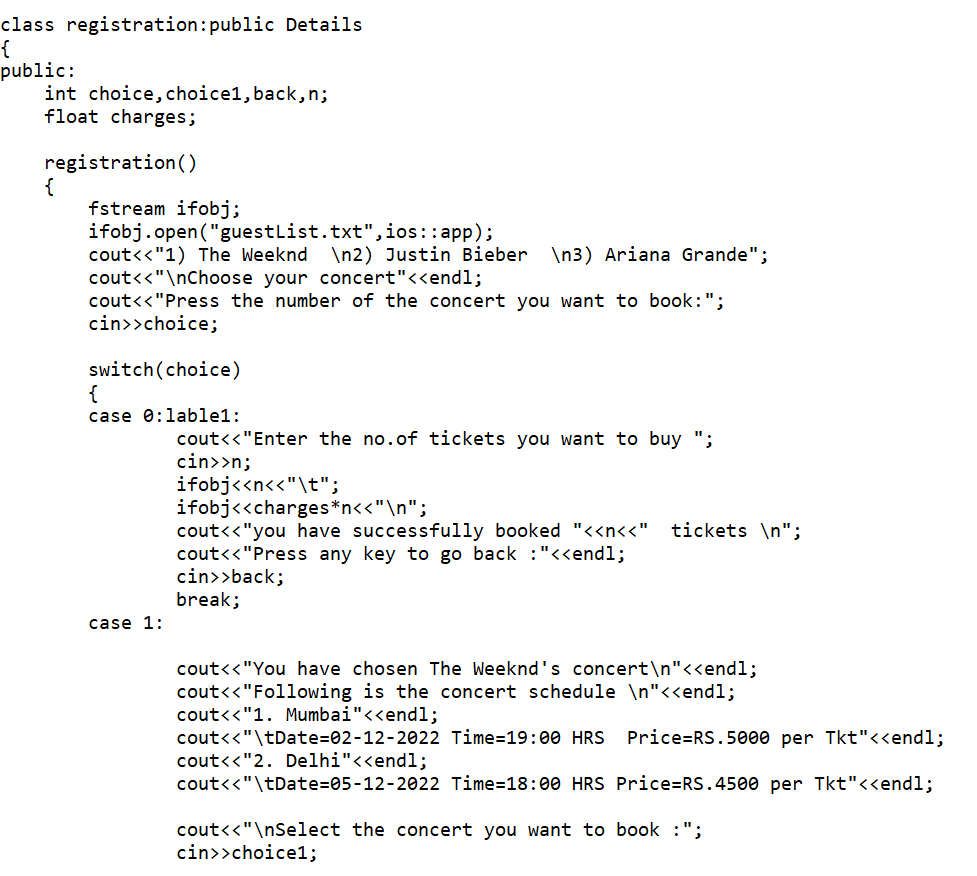 class registration:public Details
{
public:
    int choice,choice1,back,n;
    float charges;

    registration()
    {
        fstream ifobj;
        ifobj.open("guestList.txt",ios::app);
        cout<<"1) The Weeknd  \n2) Justin Bieber  \n3) Ariana Grande";
        cout<<"\nChoose your concert"<<endl;
        cout<<"Press the number of the concert you want to book:";
        cin>>choice;

        switch(choice)
        {
        case 0:lable1:
                cout<<"Enter the no.of tickets you want to buy ";
                cin>>n;
                ifobj<<n<<"\t";
                ifobj<<charges*n<<"\n";
                cout<<"you have successfully booked "<<n<<"  tickets \n";
                cout<<"Press any key to go back :"<<endl;
                cin>>back;
                break;
        case 1:

                cout<<"You have chosen The Weeknd's concert\n"<<endl;
                cout<<"Following is the concert schedule \n"<<endl;
                cout<<"1. Mumbai"<<endl;
                cout<<"\tDate=02-12-2022 Time=19:00 HRS  Price=RS.5000 per Tkt"<<endl;
                cout<<"2. Delhi"<<endl;
                cout<<"\tDate=05-12-2022 Time=18:00 HRS Price=RS.4500 per Tkt"<<endl;

                cout<<"\nSelect the concert you want to book :";
                cin>>choice1;